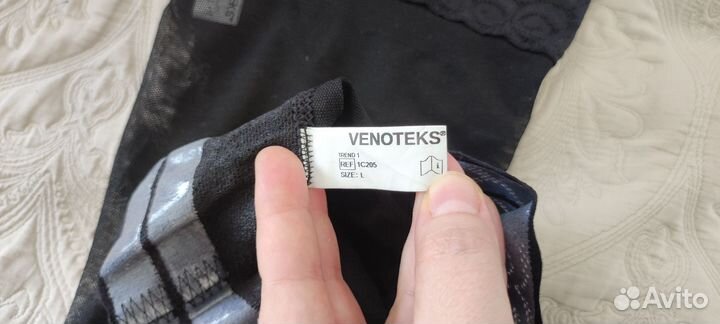 VENOTEKS®
TREND 1
REF 1C205
SIZE: L
i
Avito